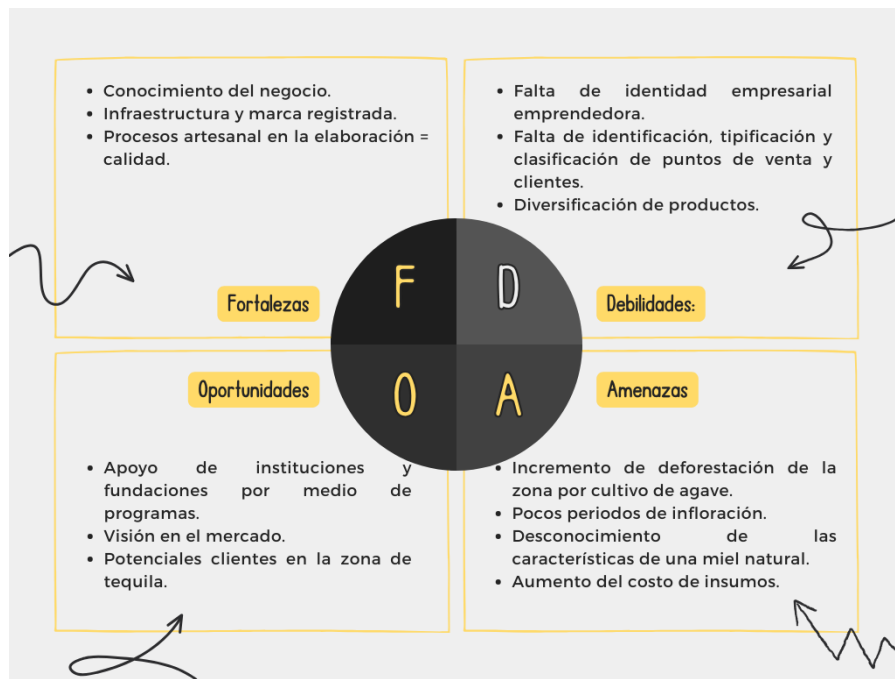 Conocimiento del negocio.
Infraestructura y marca registrada.
Procesos artesanal en la elaboración =
calidad.
Fortalezas
Falta de identidad empresarial
emprendedora.
Falta de identificación, tipificación y
clasificación de puntos de venta y
clientes.
Diversificación de productos.
Debilidades:
F
D
O
A
Oportunidades
Apoyo de instituciones y
fundaciones por medio de
programas.
Visión en el mercado.
Potenciales clientes en la zona de
tequila.
Amenazas
Incremento de deforestación de la
zona por cultivo de agave.
Pocos periodos de infloración.
Desconocimiento de las
características de una miel natural.
Aumento del costo de insumos.